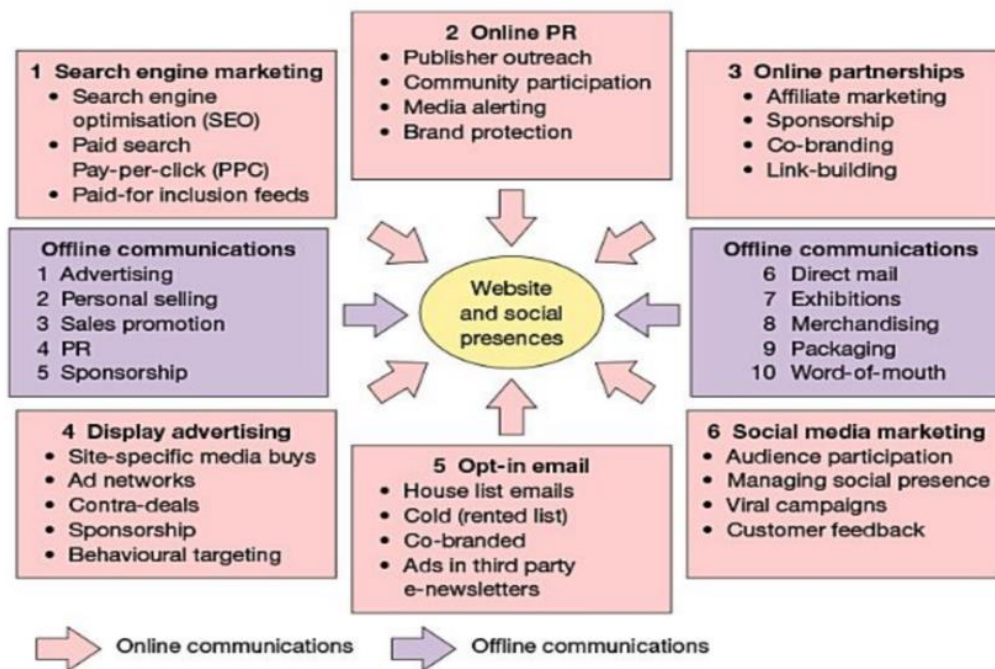 1 Search engine marketing
• Search engine
optimisation (SEO)
• Paid search
Pay-per-click (PPC)
• Paid-for inclusion feeds
2 Online PR
• Publisher outreach
• Community participation
• Media alerting
• Brand protection
3 Online partnerships
• Affiliate marketing
• Sponsorship
• Co-branding
• Link-building
Offline communications
1 Advertising
2 Personal selling
3 Sales promotion
4 PR
5 Sponsorship
Website
and social
presences
Offline communications
6 Direct mail
7 Exhibitions
8 Merchandising
9 Packaging
10 Word-of-mouth
4 Display advertising
• Site-specific media buys
• Ad networks
• Contra-deals
• Sponsorship
• Behavioural targeting
5 Opt-in email
• House list emails
• Cold (rented list)
• Co-branded
• Ads in third party
e-newsletters
6 Social media marketing
• Audience participation
• Managing social presence
• Viral campaigns
• Customer feedback
Online communications
Offline communications